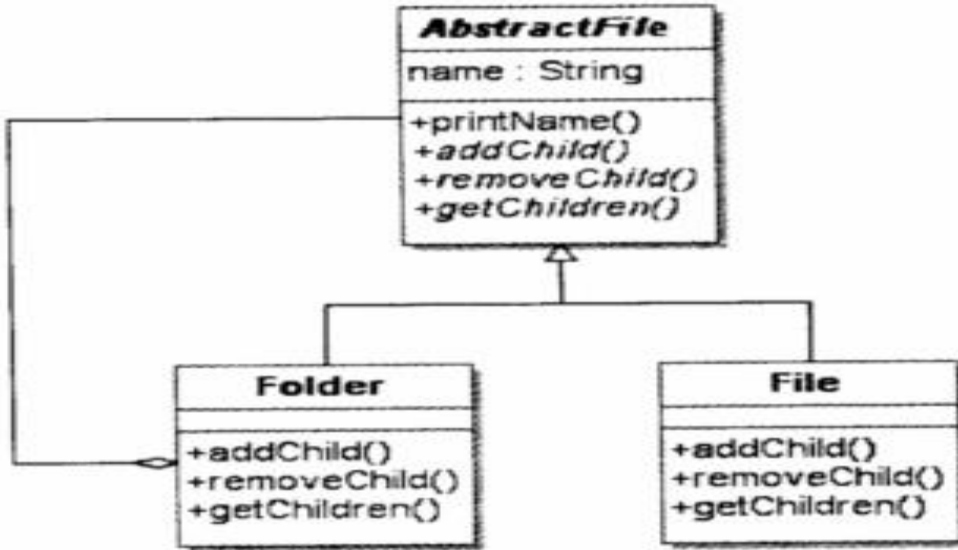 AbstractFile
name : String
+printName()
+addChild()
+removeChild()
+getChildren()
Folder
+addChild()
+removeChild()
+getChildren()
File
+addChild()
+removeChild()
+getChildren()